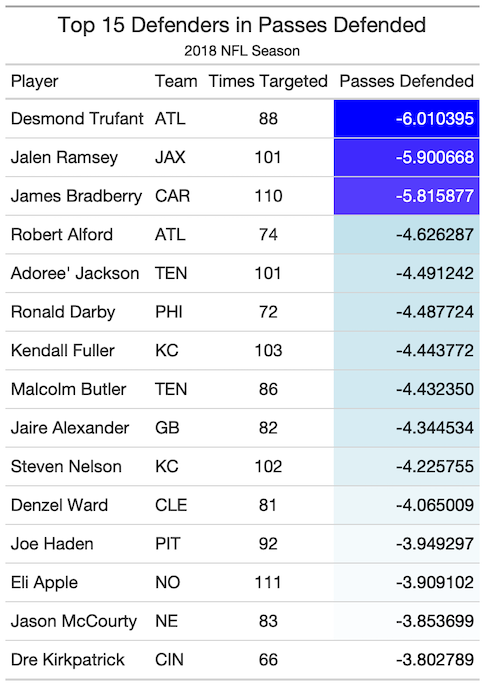 Top 15 Defenders in Passes Defended
2018 NFL Season
Player Team Times Targeted Passes Defended
Desmond Trufant ATL 88 -6.010395
Jalen Ramsey JAX 101 -5.900668
James Bradberry CAR 110 -5.815877
Robert Alford ATL 74 -4.626287
Adoree' Jackson TEN 101 -4.491242
Ronald Darby PHI 72 -4.487724
Kendall Fuller KC 103 -4.443772
Malcolm Butler TEN 86 -4.432350
Jaire Alexander GB 82 -4.344534
Steven Nelson KC 102 -4.225755
Denzel Ward CLE 81 -4.065009
Joe Haden PIT 92 -3.949297
Eli Apple NO 111 -3.909102
Jason McCourty NE 83 -3.853699
Dre Kirkpatrick CIN 66 -3.802789